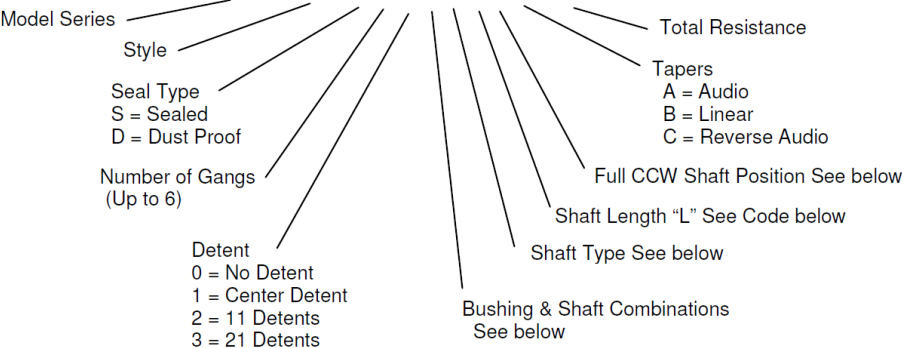 Model Series
Style
Seal Type
S = Sealed
D = Dust Proof
Number of Gangs
(Up to 6)
Detent
0 = No Detent
1 = Center Detent
2 = 11 Detents
3 = 21 Detents
Bushing & Shaft Combinations
See below
Shaft Type See below
Shaft Length “L” See Code below
Full CCW Shaft Position See below
Tapers
A = Audio
B = Linear
C = Reverse Audio
Total Resistance